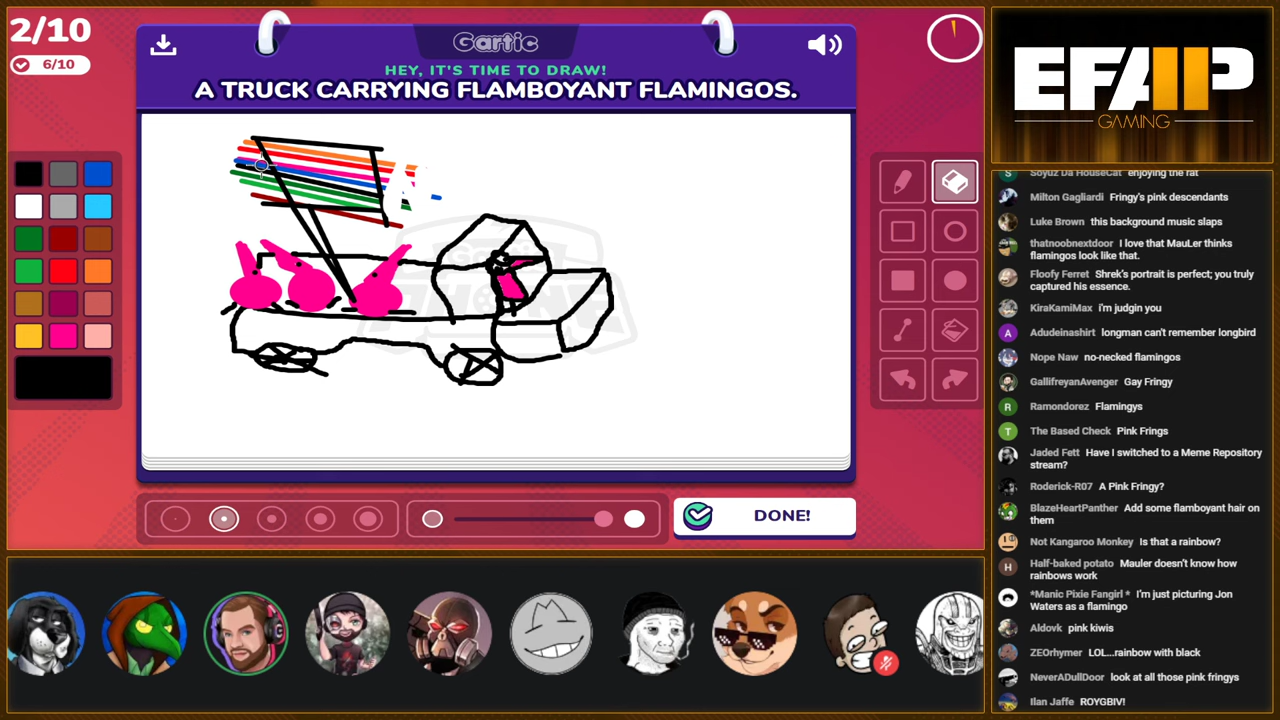 2/10
6/10
Gartic
HEY, IT'S TIME TO DRAW!
A TRUCK CARRYING FLAMBOYANT FLAMINGOS.
DONE!
EFAP
GAMING
Soyuz Da HouseCat enjoying the rat
Milton Gagliardi Fringy's pink descendants
Luke Brown this background music slaps
thatnoobnextdoor I love that MauLer thinks
flamingos look like that.
Floofy Ferret Shrek's portrait is perfect; you truly
captured his essence.
KiraKamiMax i'm judgin you
Adudeinashirt longman can't remember longbird
Nope Naw no-necked flamingos
GallifreyanAvenger Gay Fringy
Ramondorez Flamingys
The Based Check Pink Frings
Jaded Fett Have I switched to a Meme Repository
stream?
Roderick-R07 A Pink Fringy?
BlazeHeartPanther Add some flamboyant hair on
them
Not Kangaroo Monkey Is that a rainbow?
Half-baked potato Mauler doesn't know how
rainbows work
*Manic Pixie Fangirl * I'm just picturing Jon
Waters as a flamingo
Aldovk pink kiwis
ZEOrhymer LOL...rainbow with black
NeverADullDoor look at all those pink fringys
Ilan Jaffe ROYGBIV!